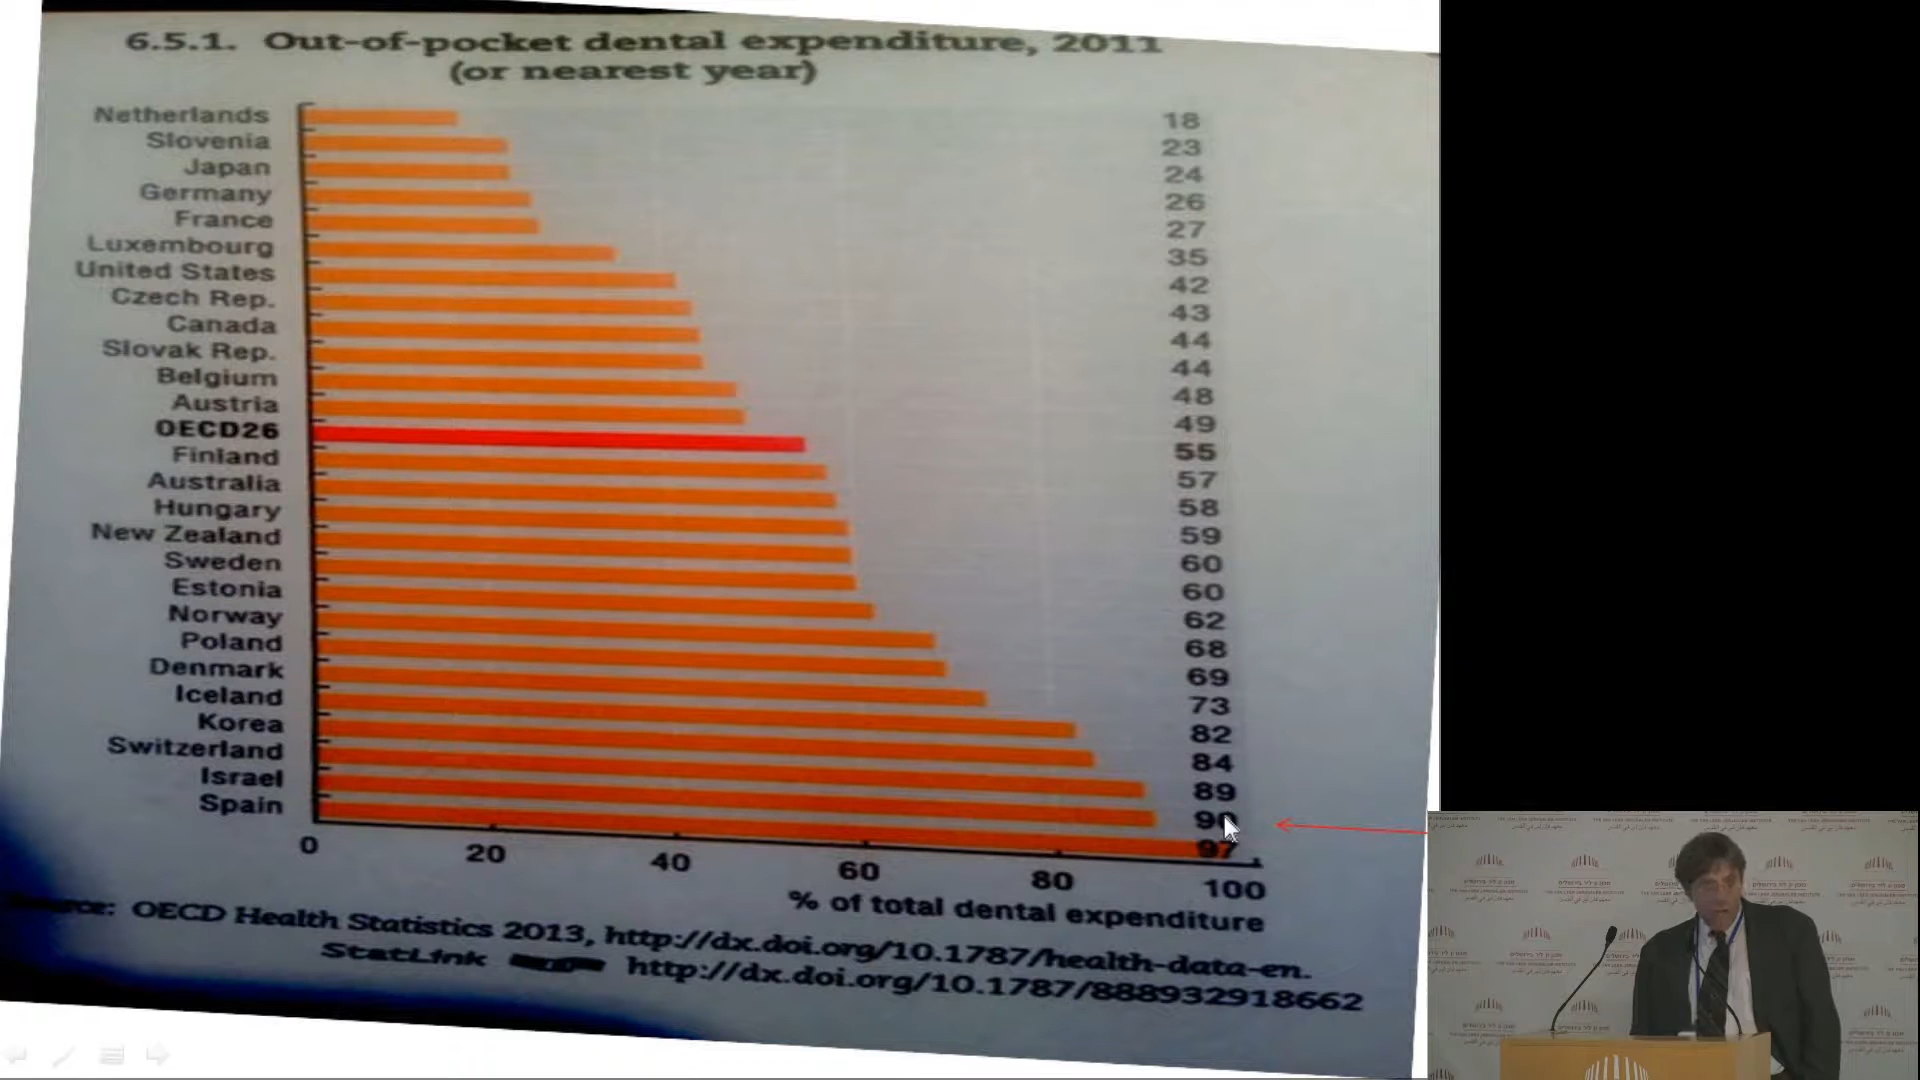 6.5.1. Out-of-pocket dental expenditure, 2011
(or nearest year)
Netherlands 18
Slovenia 23
Japan 24
Germany 26
France 27
Luxembourg 35
United States 42
Czech Rep. 43
Canada 44
Slovak Rep. 44
Belgium 48
Austria 49
OECD26 55
Finland 57
Australia 58
Hungary 59
New Zealand 60
Sweden 60
Estonia 62
Norway 68
Poland 69
Denmark 73
Iceland 82
Korea 84
Switzerland 89
Israel 90
Spain 97
0 20 40 60 80 100
% of total dental expenditure
OECD Health Statistics 2013, http://dx.doi.org/10.1787/health-data-en.
StatLink http://dx.doi.org/10.1787/888932918662